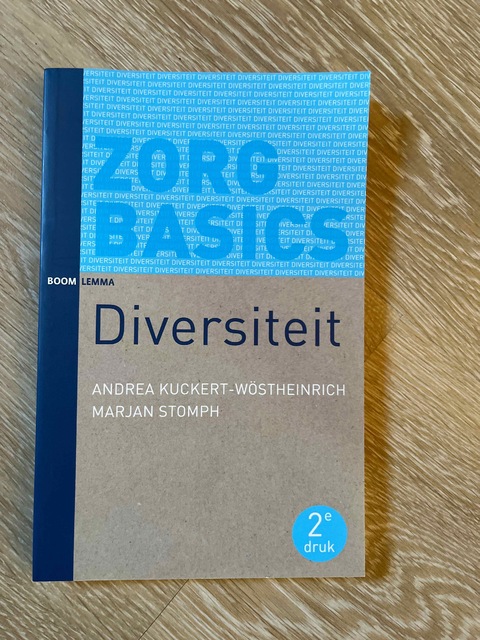 ZORG
BASICS
BOOM LEMMA
Diversiteit
ANDREA KUCKERT-WÖSTHEINRICH
MARJAN STOMPH
2e
druk